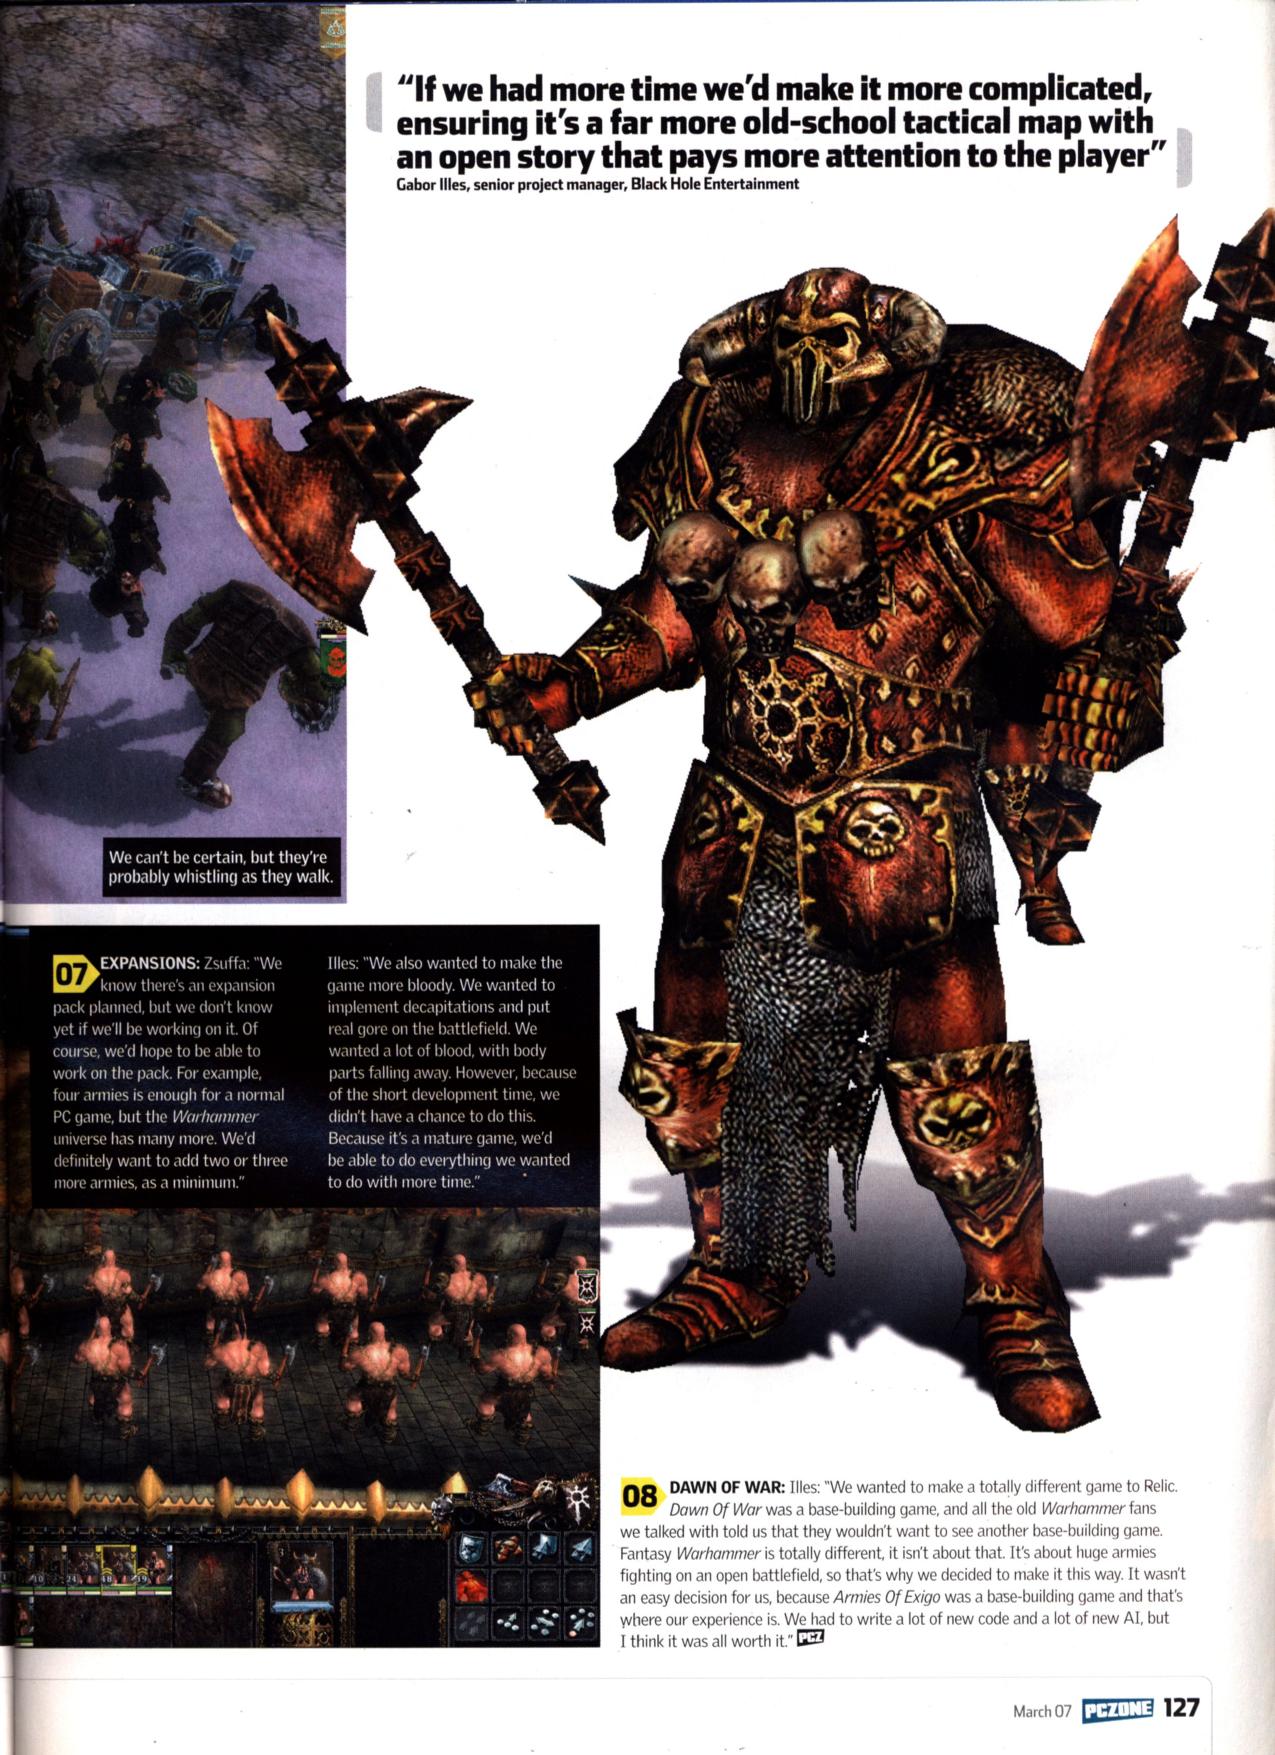 “If we had more time we’d make it more complicated,
ensuring it’s a far more old-school tactical map with
an open story that pays more attention to the player”
Gabor Illes, senior project manager, Black Hole Entertainment
We can’t be certain, but they’re
probably whistling as they walk.
07 EXPANSIONS: Zsuffa: “We
know there’s an expansion
pack planned, but we don’t know
yet if we’ll be working on it. Of
course, we’d hope to be able to
work on the pack. For example,
four armies is enough for a normal
PC game, but the Warhammer
universe has many more. We’d
definitely want to add two or three
more armies, as a minimum.”
Illes: “We also wanted to make the
game more bloody. We wanted to
implement decapitations and put
real gore on the battlefield. We
wanted a lot of blood, with body
parts falling away. However, because
of the short development time, we
didn’t have a chance to do this.
Because it’s a mature game, we’d
be able to do everything we wanted
to do with more time.”
08 DAWN OF WAR: Illes: “We wanted to make a totally different game to Relic.
Dawn Of War was a base-building game, and all the old Warhammer fans
we talked with told us that they wouldn’t want to see another base-building game.
Fantasy Warhammer is totally different, it isn’t about that. It’s about huge armies
fighting on an open battlefield, so that’s why we decided to make it this way. It wasn’t
an easy decision for us, because Armies Of Exigo was a base-building game and that’s
where our experience is. We had to write a lot of new code and a lot of new AI, but
I think it was all worth it.” PCZ
March 07 PCZONE 127